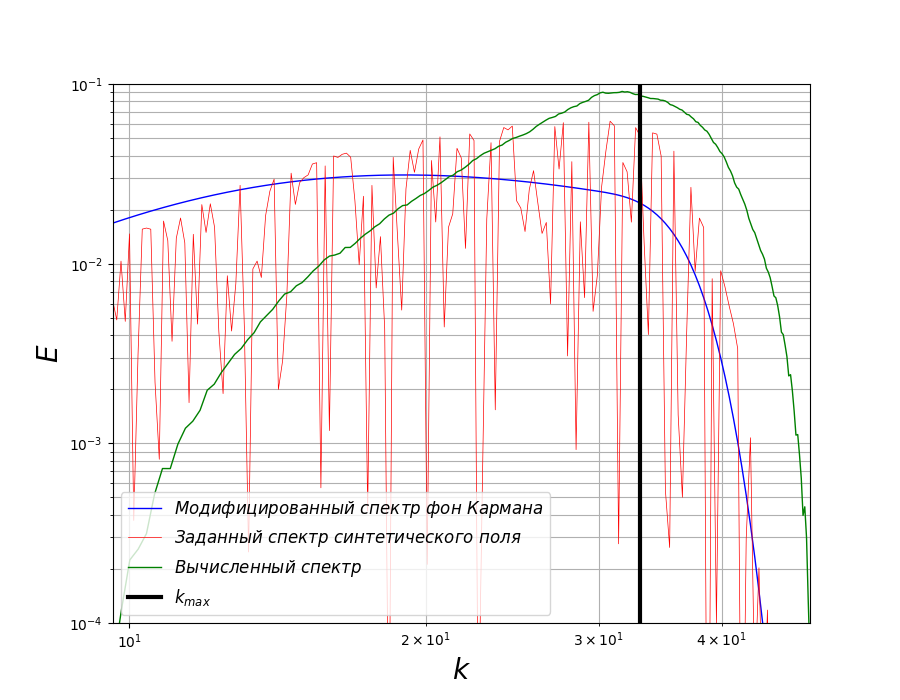 10⁻¹
10⁻²
10⁻³
10⁻⁴
E
Модифицированный спектр фон Кармана
Заданный спектр синтетического поля
Вычисленный спектр
k_max
10¹
2 × 10¹
3 × 10¹
4 × 10¹
k